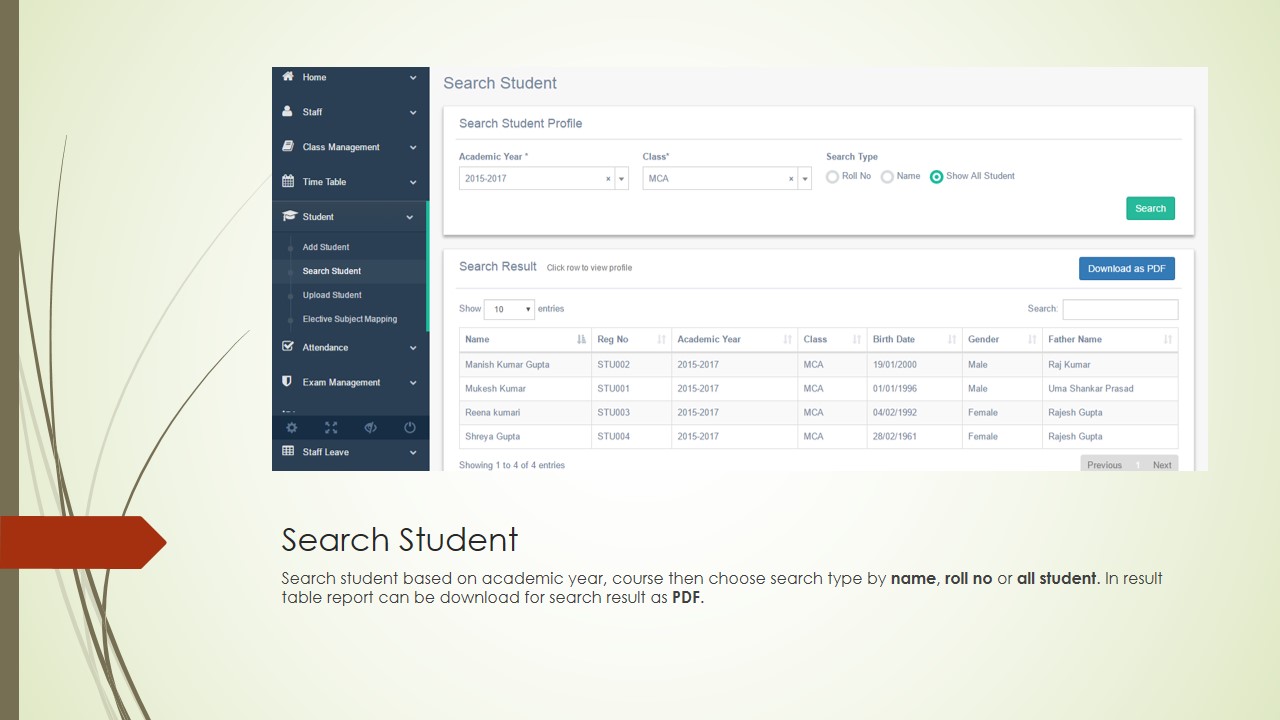 Home
Staff
Class Management
Time Table
Student
Add Student
Search Student
Upload Student
Elective Subject Mapping
Attendance
Exam Management
Staff Leave
Search Student
Search Student Profile
Academic Year * Class* Search Type
2015-2017 × MCA × Roll No Name Show All Student
Search
Search Result Click row to view profile Download as PDF
Show 10 entries Search:
Name Reg No Academic Year Class Birth Date Gender Father Name
Manish Kumar Gupta STU002 2015-2017 MCA 19/01/2000 Male Raj Kumar
Mukesh Kumar STU001 2015-2017 MCA 01/01/1996 Male Uma Shankar Prasad
Reena kumari STU003 2015-2017 MCA 04/02/1992 Female Rajesh Gupta
Shreya Gupta STU004 2015-2017 MCA 28/02/1961 Female Rajesh Gupta
Showing 1 to 4 of 4 entries Previous 1 Next
Search Student
Search student based on academic year, course then choose search type by name, roll no or all student. In result
table report can be download for search result as PDF.